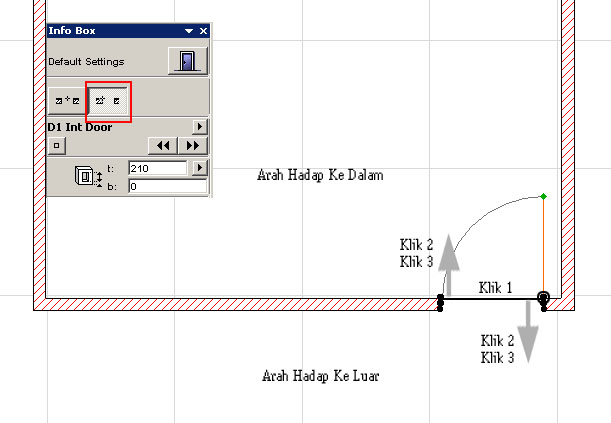 Info Box
Default Settings
D1 Int Door
t: 210
b: 0
Arah Hadap Ke Dalam
Klik 2
Klik 3
Klik 1
Klik 2
Klik 3
Arah Hadap Ke Luar